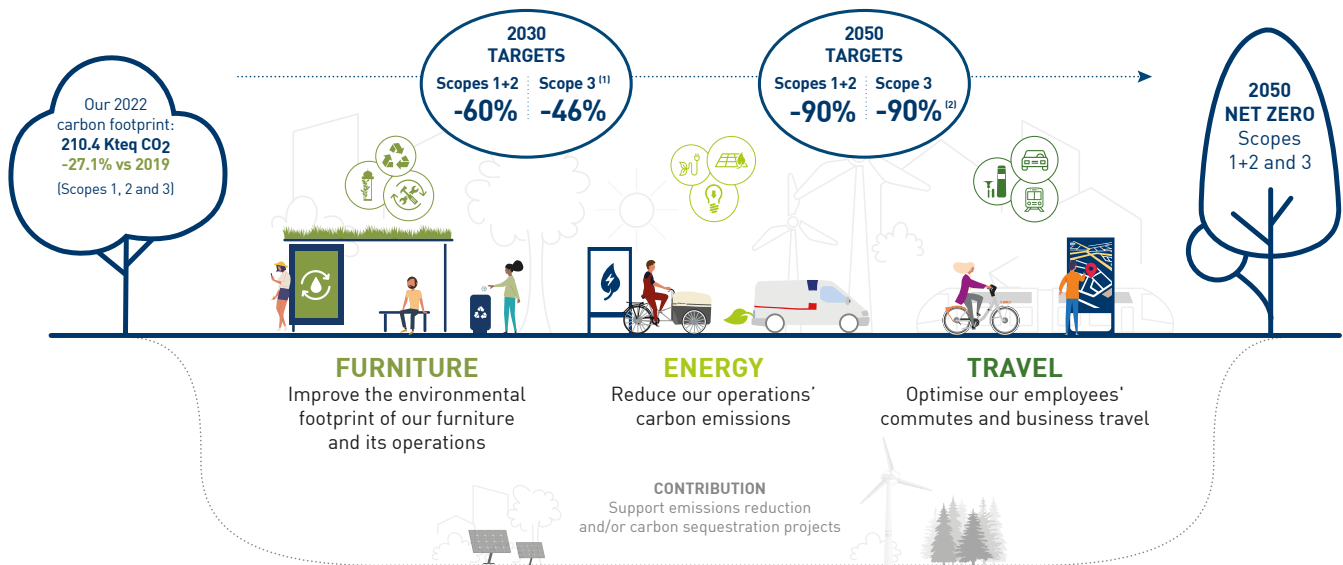 Our 2022
carbon footprint:
210.4 Kteq CO2
-27.1% vs 2019
(Scopes 1, 2 and 3)
2030
TARGETS
Scopes 1+2
-60%
Scope 3 (1)
-46%
2050
TARGETS
Scopes 1+2
-90%
Scope 3
-90% (2)
2050
NET ZERO
Scopes
1+2 and 3
FURNITURE
Improve the environmental
footprint of our furniture
and its operations
ENERGY
Reduce our operations’
carbon emissions
TRAVEL
Optimise our employees'
commutes and business travel
CONTRIBUTION
Support emissions reduction
and/or carbon sequestration projects